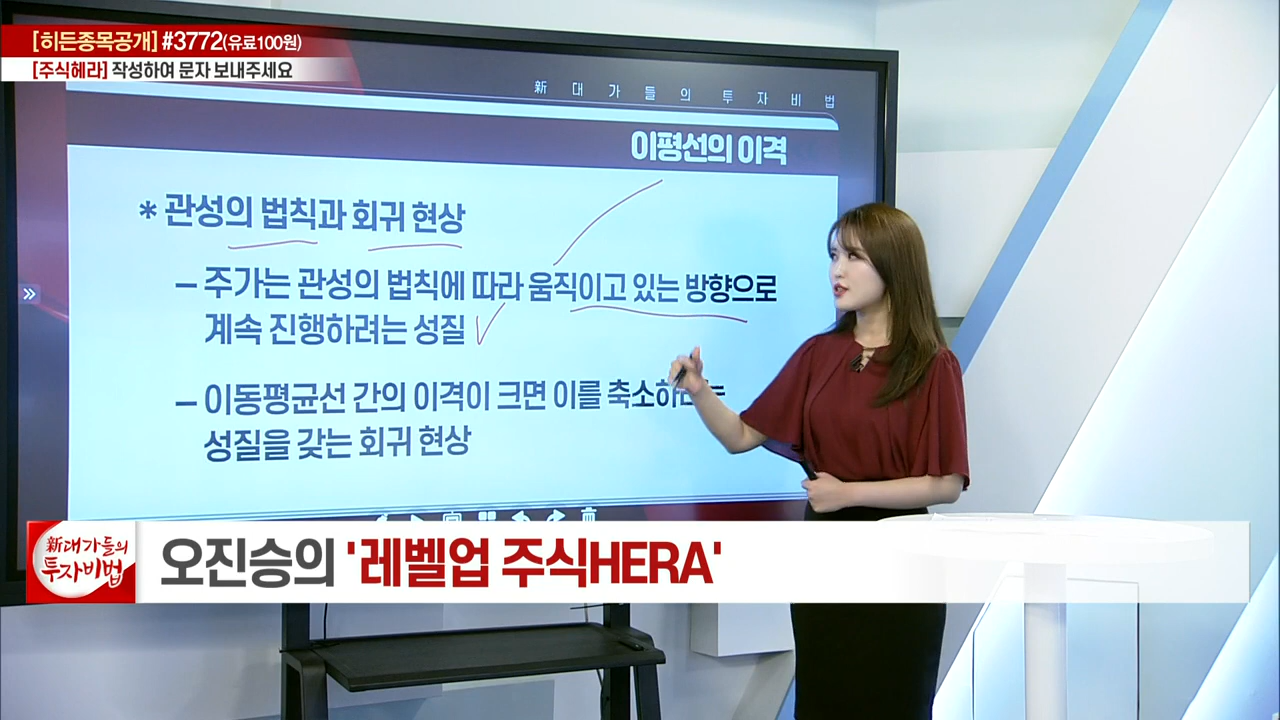 [히든종목공개] #3772(유료100원)
[주식헤라] 작성하여 문자 보내주세요
新 대가들의 투자비법
이평선의 이격
* 관성의 법칙과 회귀 현상
– 주가는 관성의 법칙에 따라 움직이고 있는 방향으로
계속 진행하려는 성질
– 이동평균선 간의 이격이 크면 이를
성질을 갖는 회귀 현상
»
新대가들의
투자비법
오진승의 '레벨업 주식HERA'